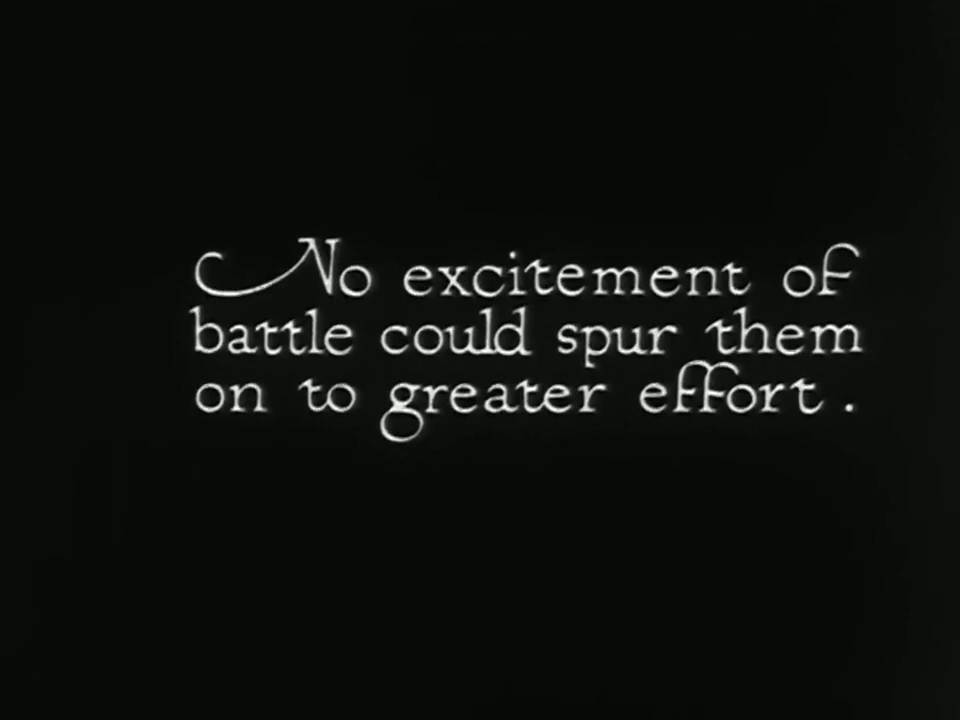 No excitement of
battle could spur them
on to greater effort.